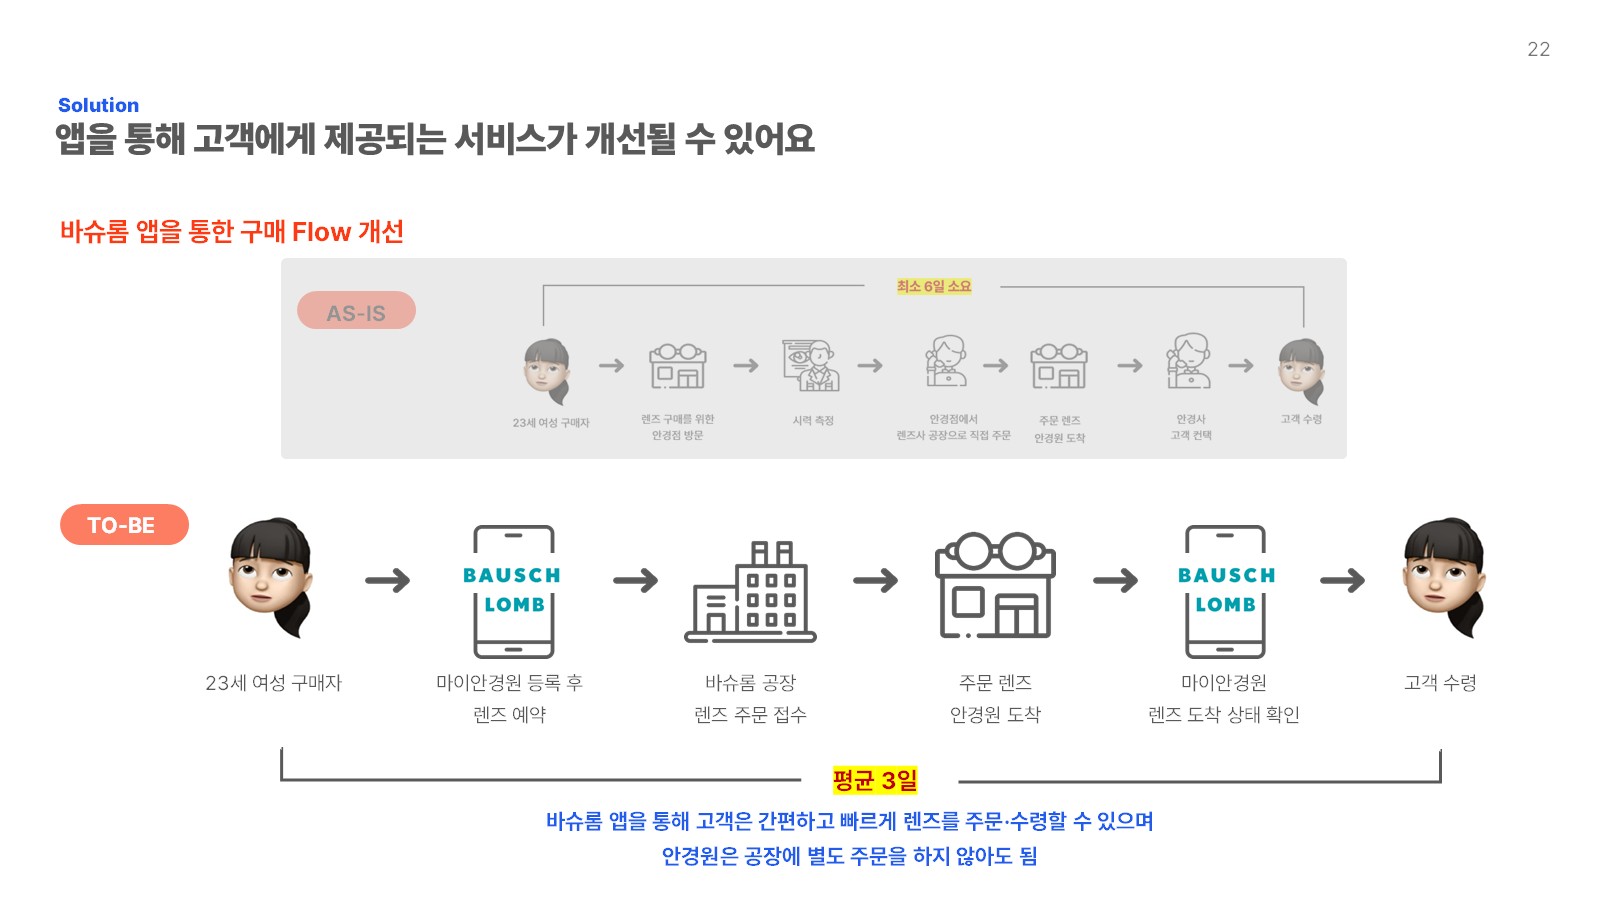 22
Solution
앱을 통해 고객에게 제공되는 서비스가 개선될 수 있어요
바슈롬 앱을 통한 구매 Flow 개선
AS-IS
최소 6일 소요
23세 여성 구매자
렌즈 구매를 위한
안경점 방문
시력 측정
안경점에서
렌즈사 공장으로 직접 주문
주문 렌즈
안경원 도착
안경사
고객 컨택
고객 수령
TO-BE
BAUSCH
LOMB
BAUSCH
LOMB
23세 여성 구매자
마이안경원 등록 후
렌즈 예약
바슈롬 공장
렌즈 주문 접수
주문 렌즈
안경원 도착
마이안경원
렌즈 도착 상태 확인
고객 수령
평균 3일
바슈롬 앱을 통해 고객은 간편하고 빠르게 렌즈를 주문·수령할 수 있으며
안경원은 공장에 별도 주문을 하지 않아도 됨